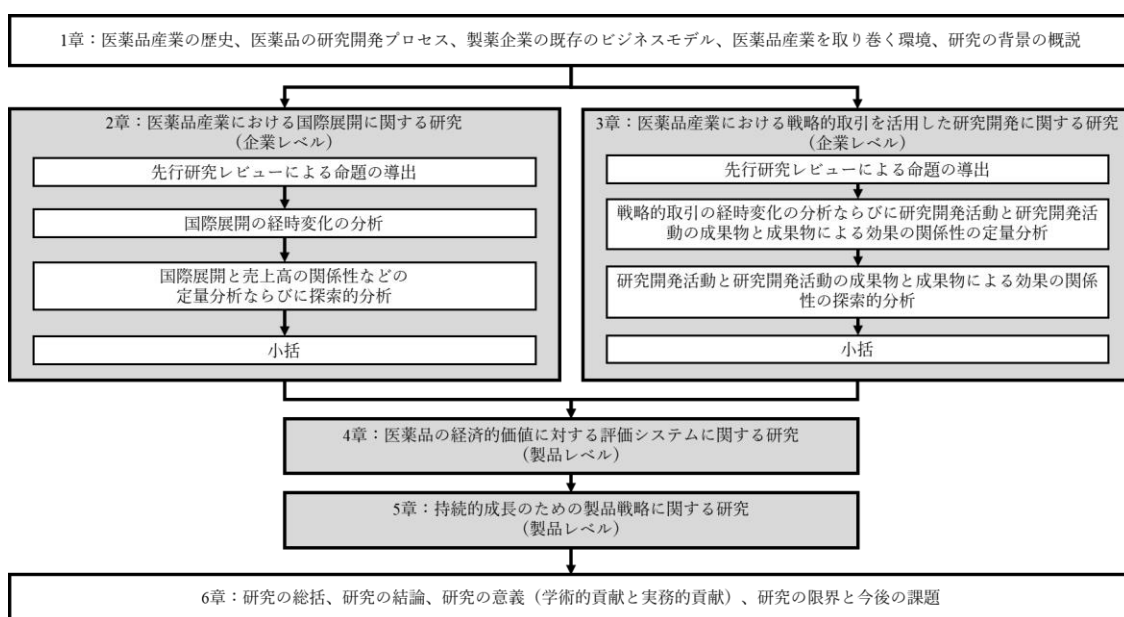 1章：医薬品産業の歴史、医薬品の研究開発プロセス、製薬企業の既存のビジネスモデル、医薬品産業を取り巻く環境、研究の背景の概説
2章：医薬品産業における国際展開に関する研究
（企業レベル）
先行研究レビューによる命題の導出
国際展開の経時変化の分析
国際展開と売上高の関係性などの
定量分析ならびに探索的分析
小括
3章：医薬品産業における戦略的取引を活用した研究開発に関する研究
（企業レベル）
先行研究レビューによる命題の導出
戦略的取引の経時変化の分析ならびに研究開発活動と研究開発活
動の成果物と成果物による効果の関係性の定量分析
研究開発活動と研究開発活動の成果物と成果物による効果の関係
性の探索的分析
小括
4章：医薬品の経済的価値に対する評価システムに関する研究
（製品レベル）
5章：持続的成長のための製品戦略に関する研究
（製品レベル）
6章：研究の総括、研究の結論、研究の意義（学術的貢献と実務的貢献）、研究の限界と今後の課題